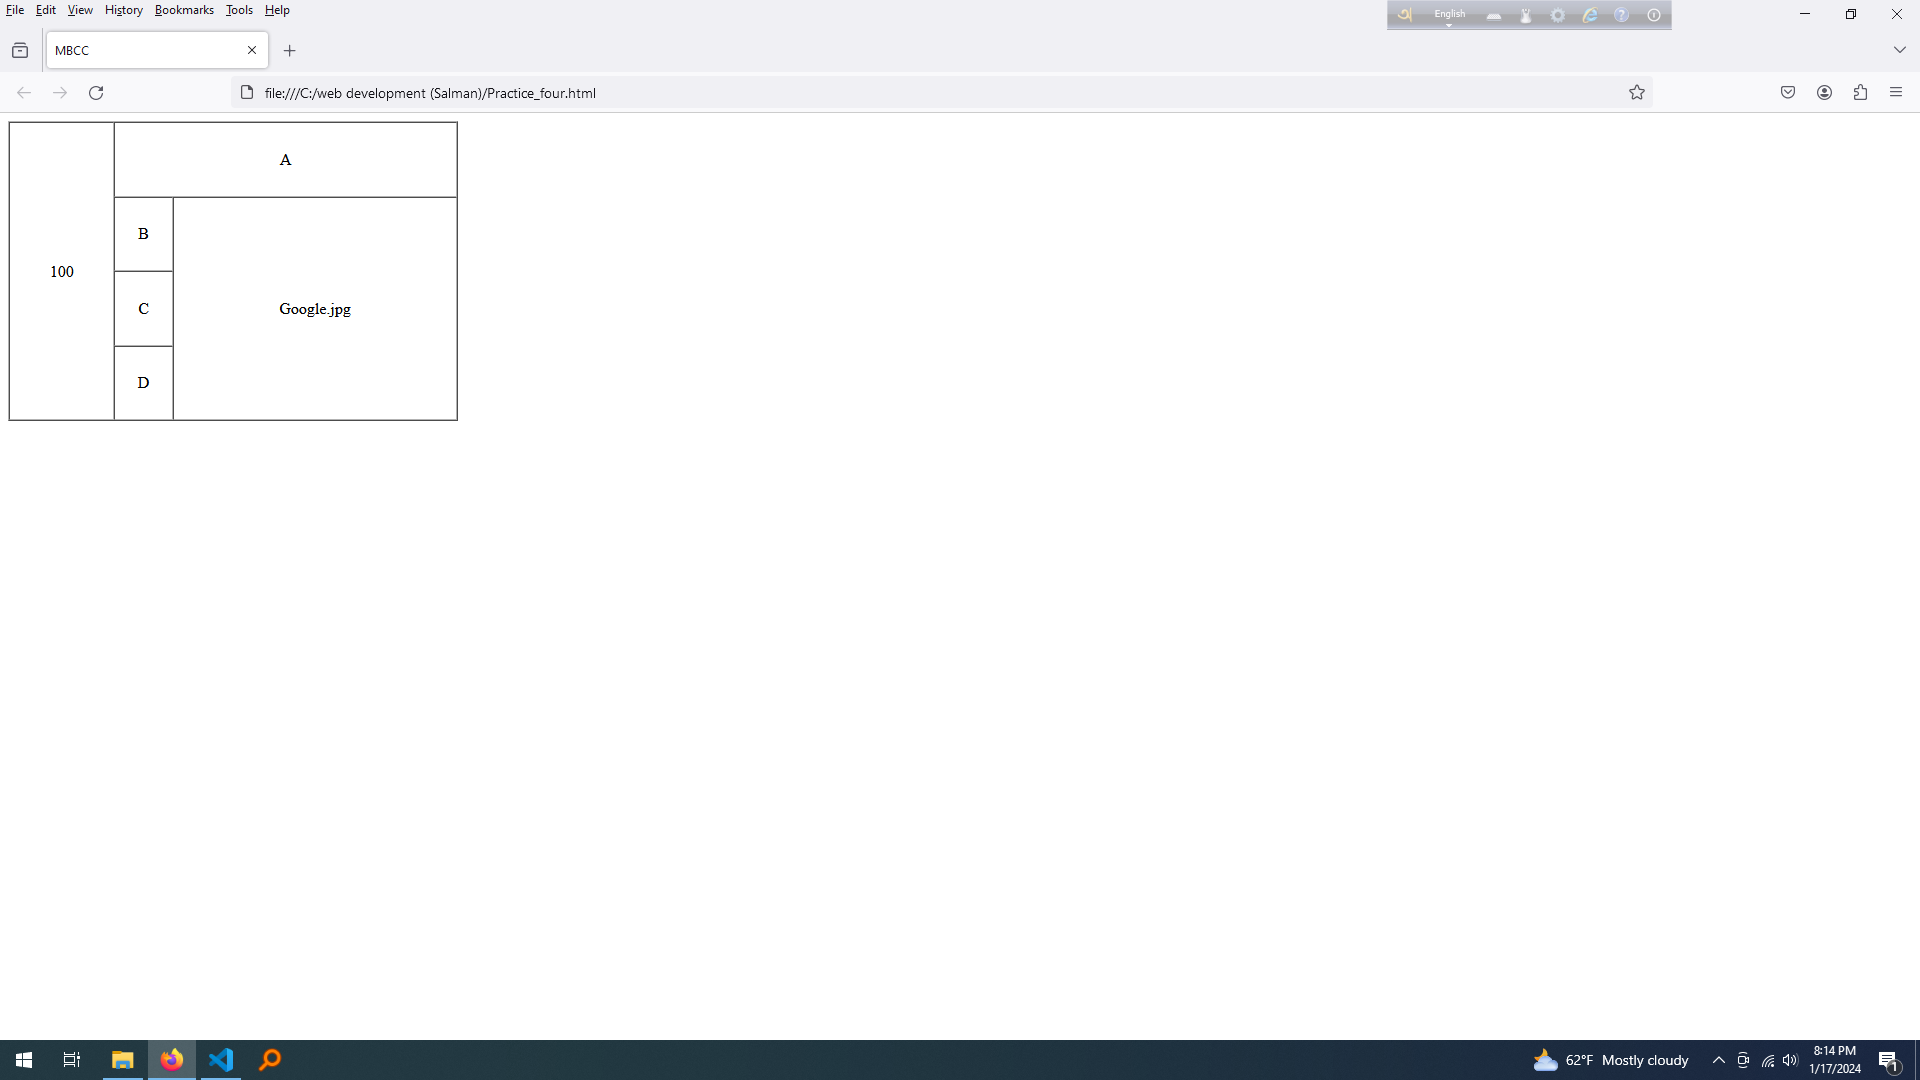 File Edit View History Bookmarks Tools Help
অ English
MBCC
file:///C:/web development (Salman)/Practice_four.html
A
B
100
C
Google.jpg
D
62°F Mostly cloudy
8:14 PM
1/17/2024
1